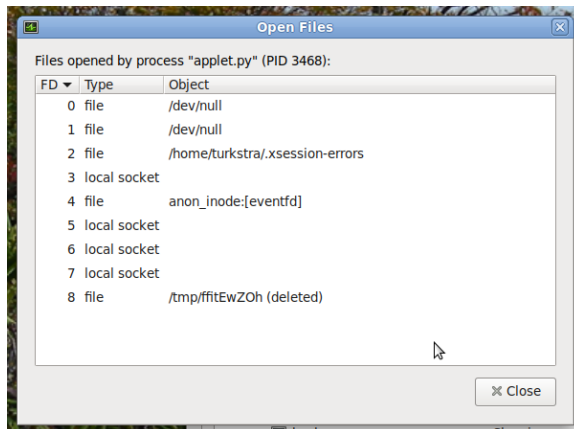 Open Files
Files opened by process "applet.py" (PID 3468):
FD Type Object
0 file /dev/null
1 file /dev/null
2 file /home/turkstra/.xsession-errors
3 local socket
4 file anon_inode:[eventfd]
5 local socket
6 local socket
7 local socket
8 file /tmp/ffitEwZOh (deleted)
Close